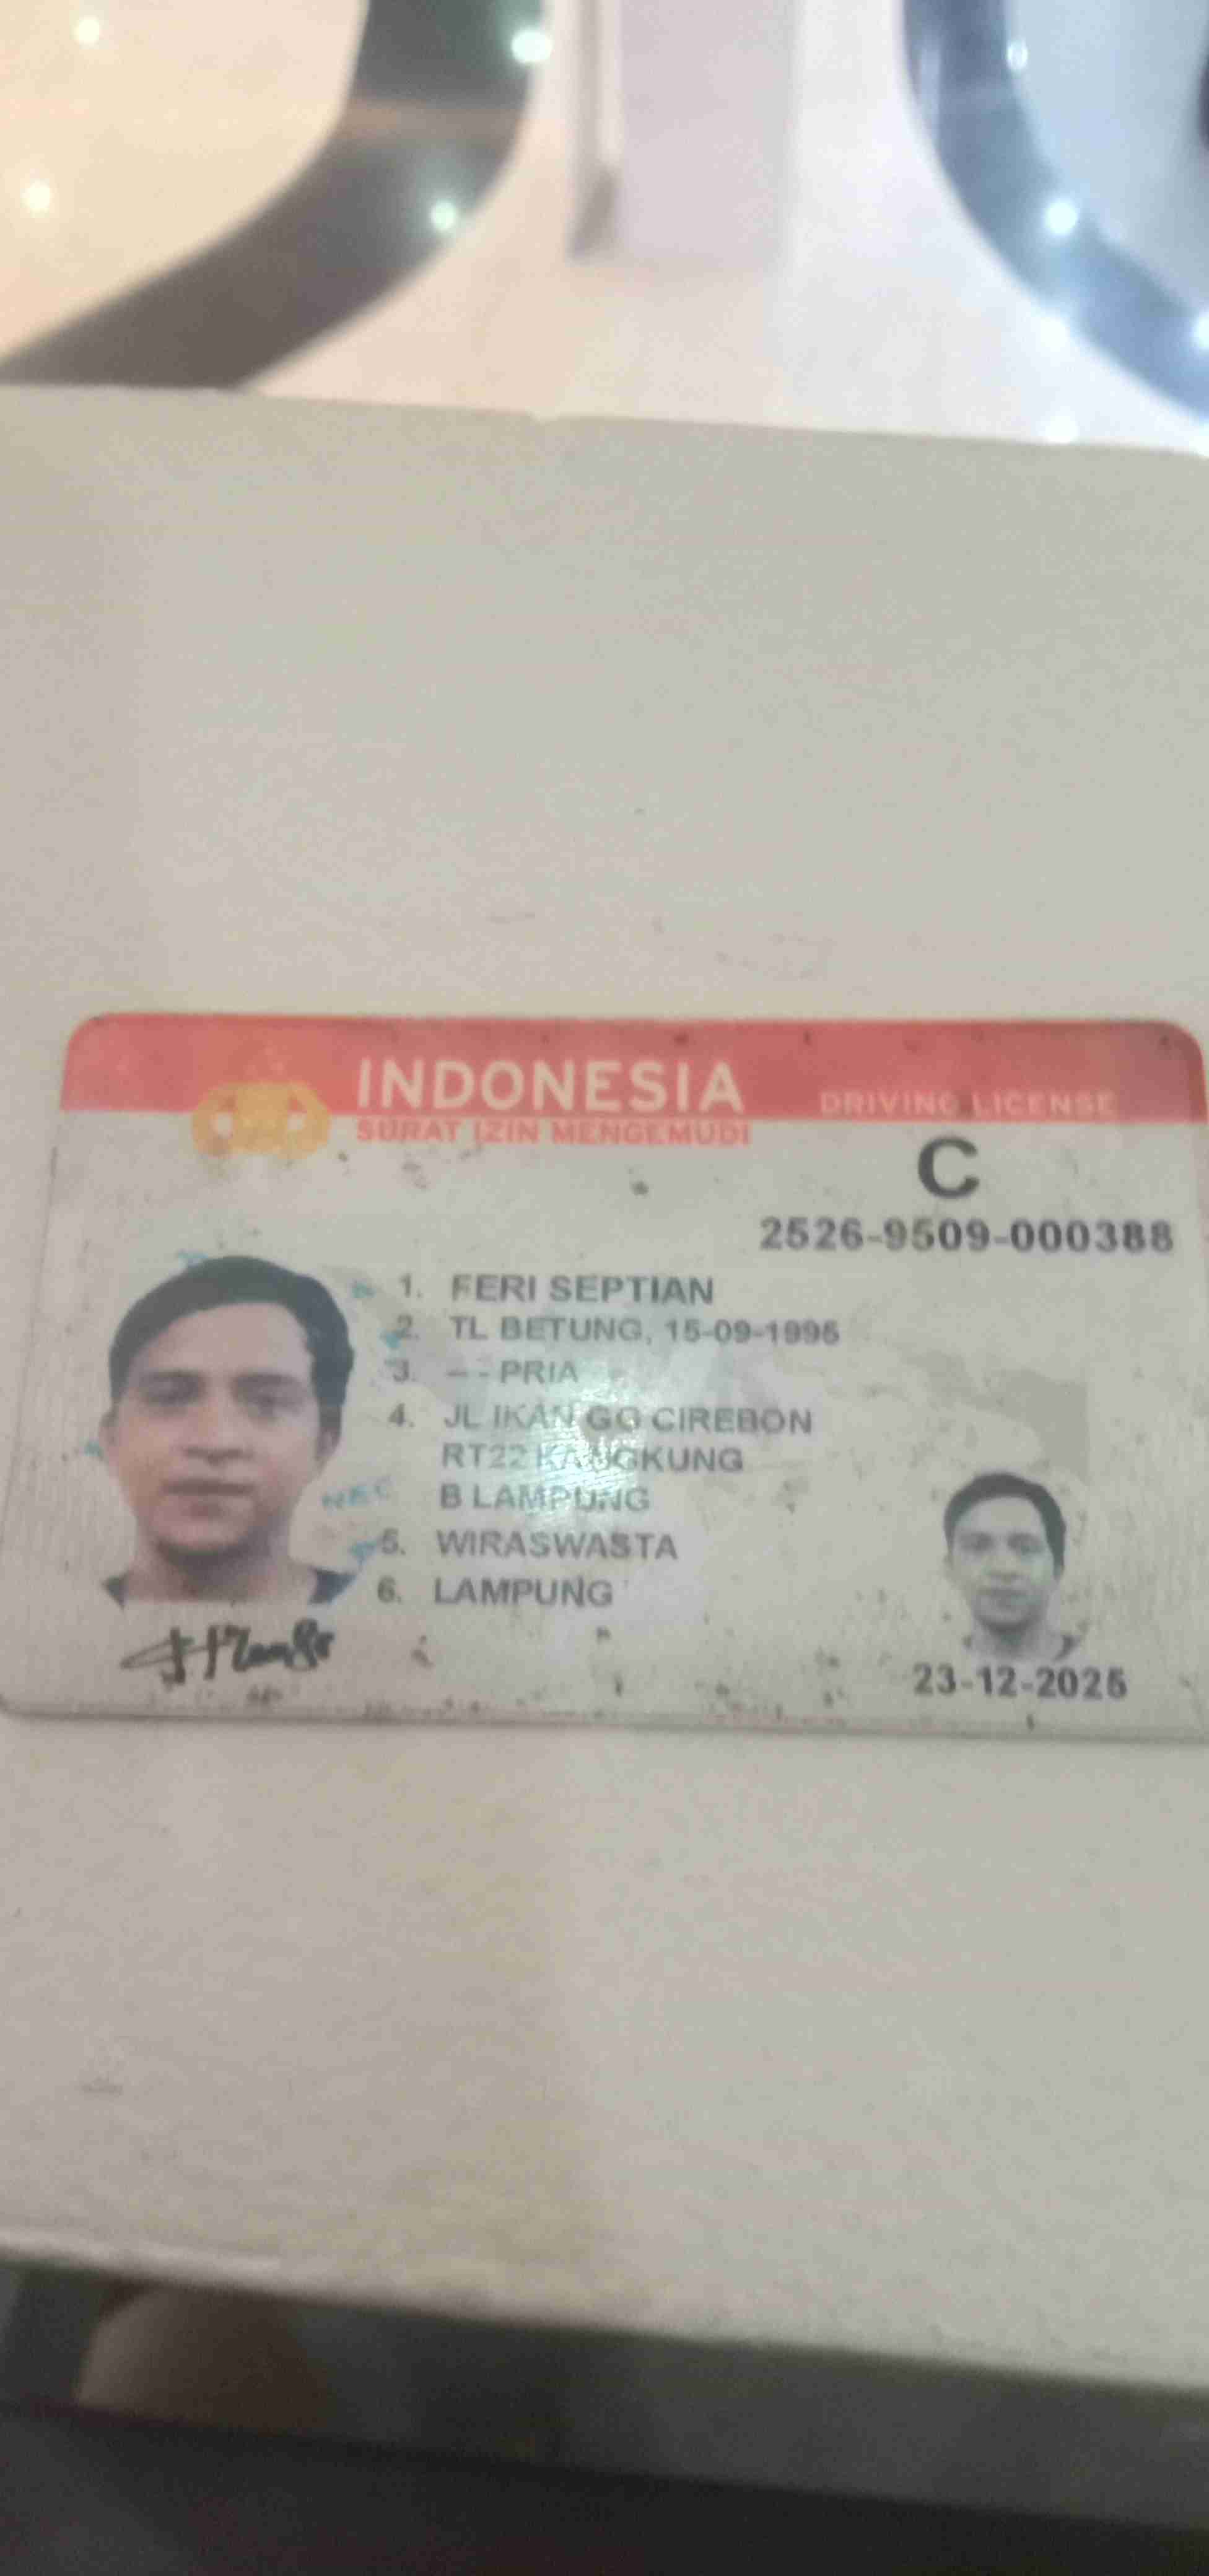 INDONESIA
DRIVING LICENSE
SURAT IZIN MENGEMUDI
C
2526-9509-000388
1. FERI SEPTIAN
2. TL BETUNG, 15-09-1995
3. -- PRIA
4. JL IKAN GG CIREBON
RT22 KANGKUNG
B LAMPUNG
5. WIRASWASTA
6. LAMPUNG
23-12-2025